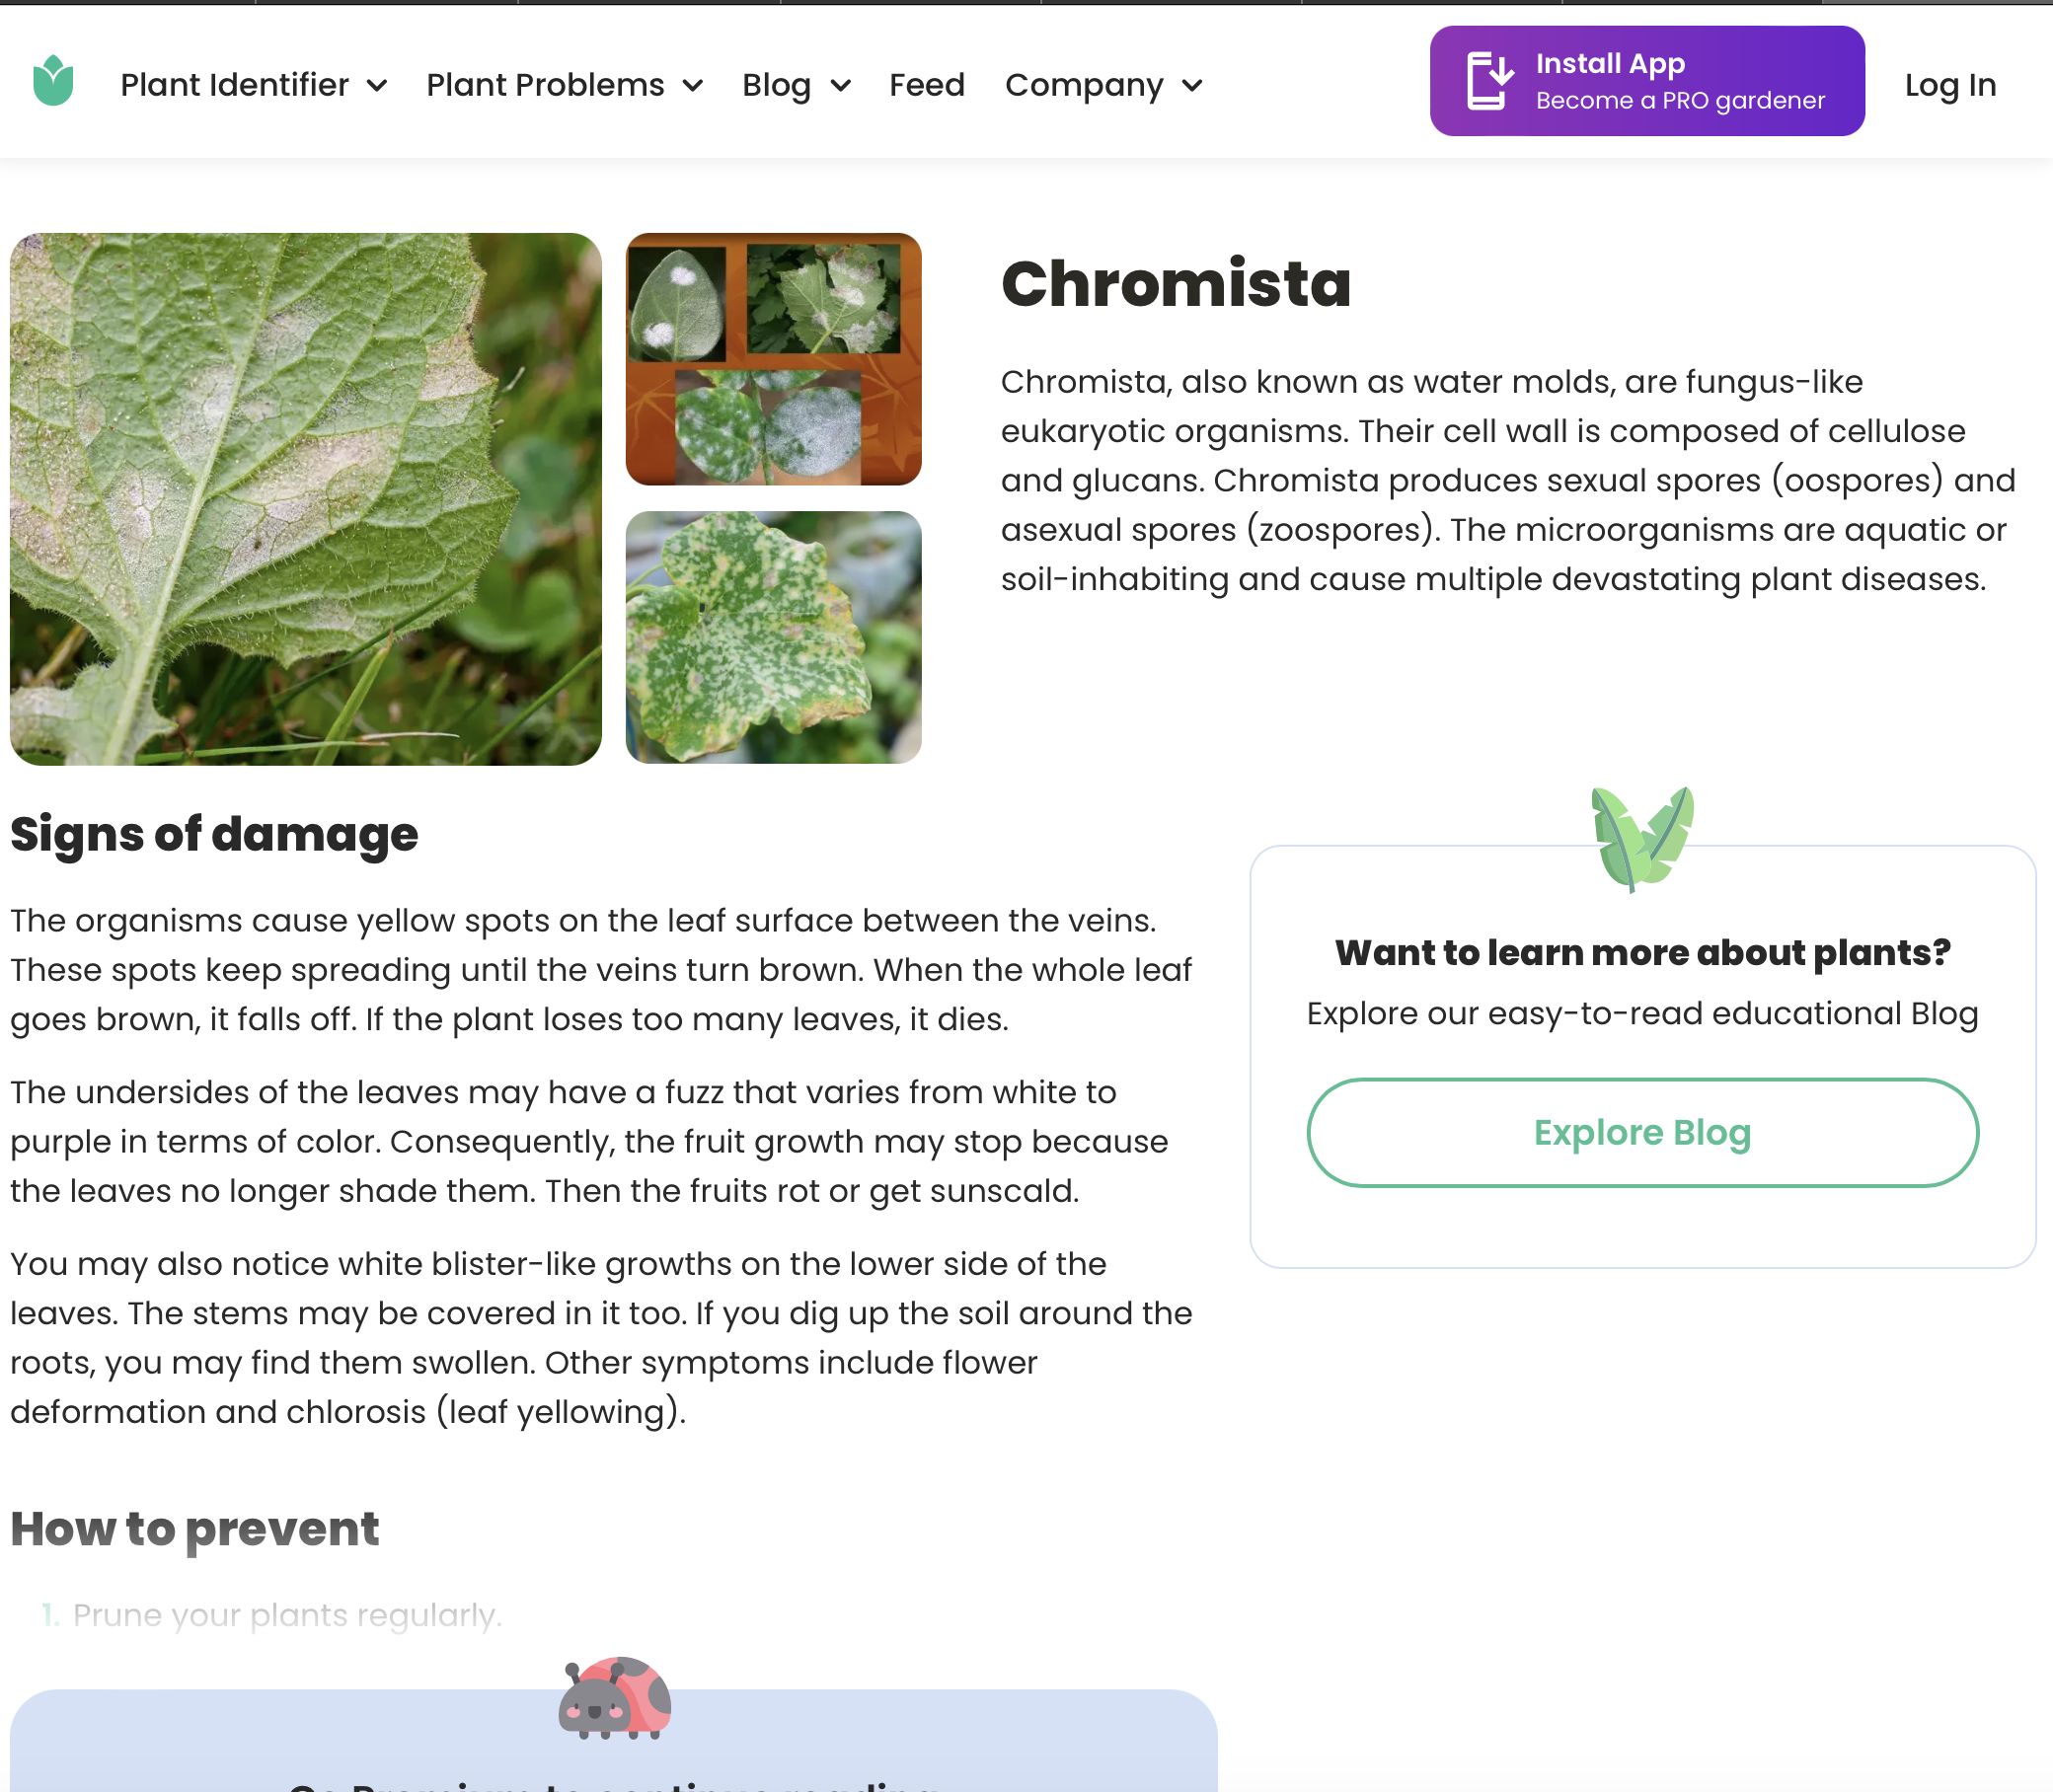 Plant Identifier
Plant Problems
Blog
Feed
Company
Install App
Become a PRO gardener
Log In
Chromista
Chromista, also known as water molds, are fungus-like
eukaryotic organisms. Their cell wall is composed of cellulose
and glucans. Chromista produces sexual spores (oospores) and
asexual spores (zoospores). The microorganisms are aquatic or
soil-inhabiting and cause multiple devastating plant diseases.
Signs of damage
The organisms cause yellow spots on the leaf surface between the veins.
These spots keep spreading until the veins turn brown. When the whole leaf
goes brown, it falls off. If the plant loses too many leaves, it dies.
The undersides of the leaves may have a fuzz that varies from white to
purple in terms of color. Consequently, the fruit growth may stop because
the leaves no longer shade them. Then the fruits rot or get sunscald.
You may also notice white blister-like growths on the lower side of the
leaves. The stems may be covered in it too. If you dig up the soil around the
roots, you may find them swollen. Other symptoms include flower
deformation and chlorosis (leaf yellowing).
How to prevent
1. Prune your plants regularly.
Go Premium to continue reading
Want to learn more about plants?
Explore our easy-to-read educational Blog
Explore Blog